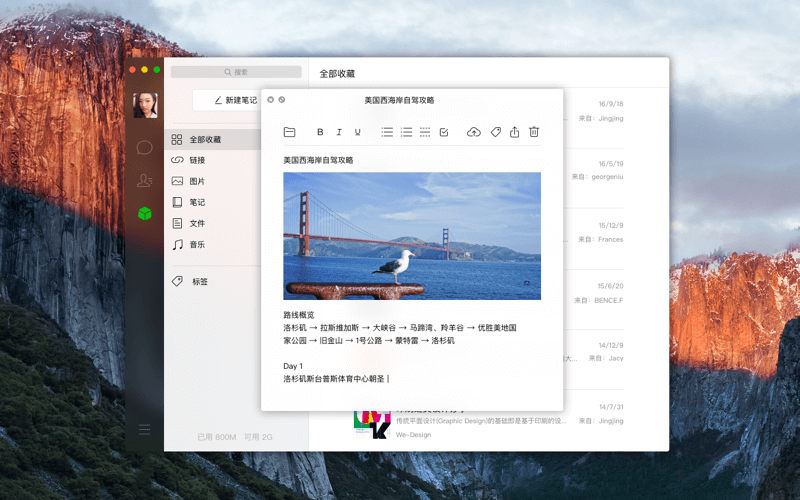 搜索
新建笔记
全部收藏
链接
图片
笔记
文件
音乐
标签
已用 800M 可用 2G
全部收藏
16/9/18
来自：Jingjing
16/5/19
来自：georgeniu
15/12/9
来自：Frances
15/6/20
来自：BENCE.F
14/12/9
大... 来自：Jacy
14/7/31
传统平面设计(Graphic Design)的基础即是基于印刷的设... 来自：Jingjing
We-Design
美国西海岸自驾攻略
B I U
美国西海岸自驾攻略
路线概览
洛杉矶 → 拉斯维加斯 → 大峡谷 → 马蹄湾、羚羊谷 → 优胜美地国
家公园 → 旧金山 → 1号公路 → 蒙特雷 → 洛杉矶
Day 1
洛杉矶斯台普斯体育中心朝圣